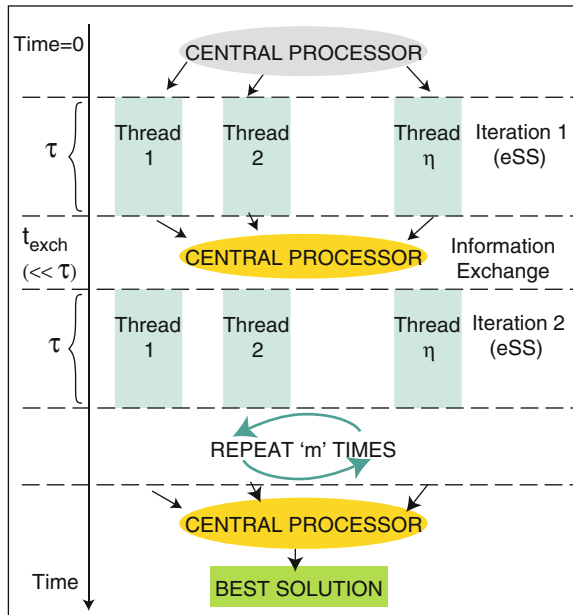 Time=0
CENTRAL PROCESSOR
τ
Thread
1
Thread
2
Thread
η
Iteration 1
(eSS)
t_exch
(<< τ)
CENTRAL PROCESSOR
Information
Exchange
τ
Thread
1
Thread
2
Thread
η
Iteration 2
(eSS)
REPEAT ‘m’ TIMES
CENTRAL PROCESSOR
Time
BEST SOLUTION